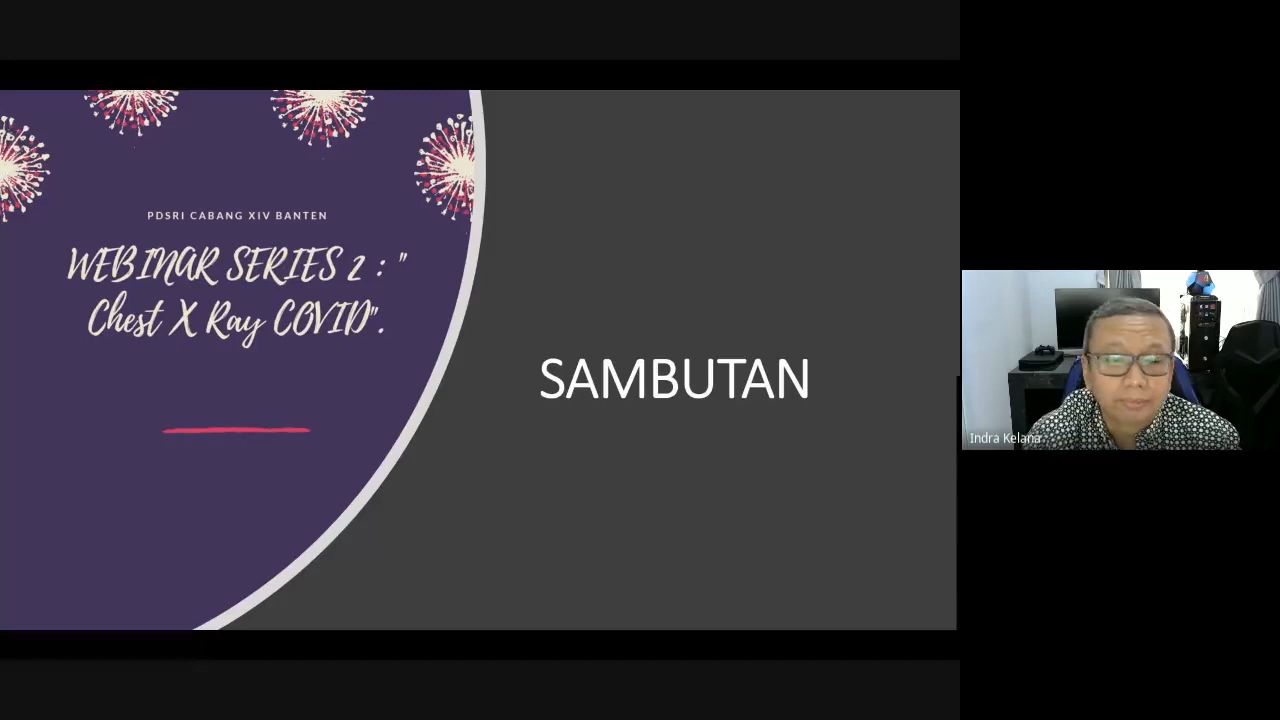 PDSRI CABANG XIV BANTEN
WEBINAR SERIES 2 : "
Chest X Ray COVID".
SAMBUTAN
Indra Kelana